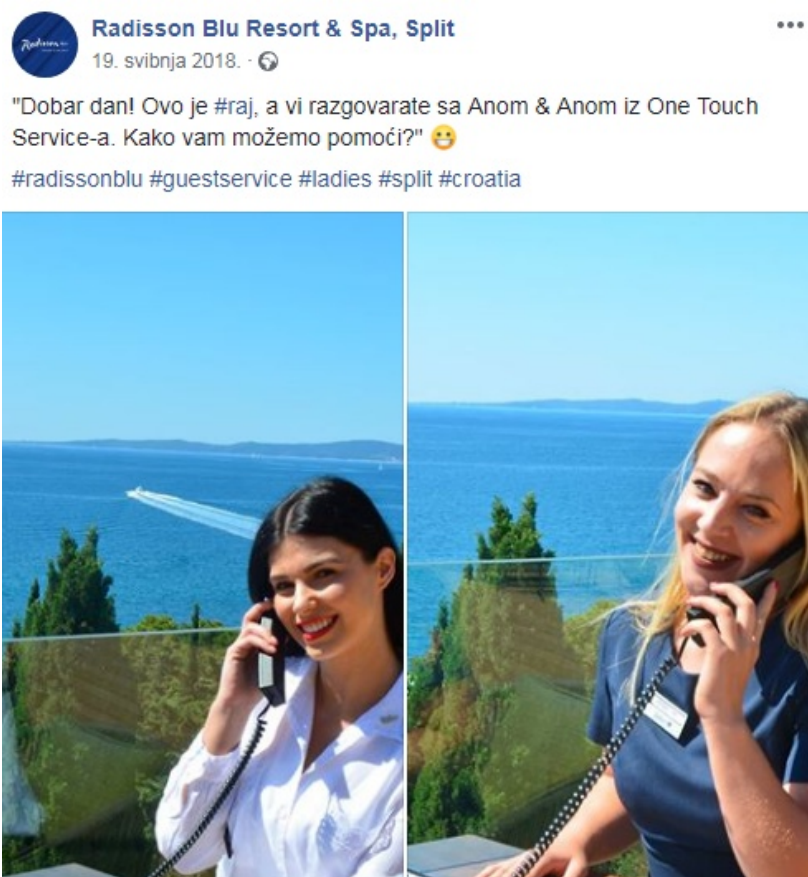 Radisson Blu Resort & Spa, Split
19. svibnja 2018. ·
"Dobar dan! Ovo je #raj, a vi razgovarate sa Anom & Anom iz One Touch
Service-a. Kako vam možemo pomoći?" 😀
#radissonblu #guestservice #ladies #split #croatia